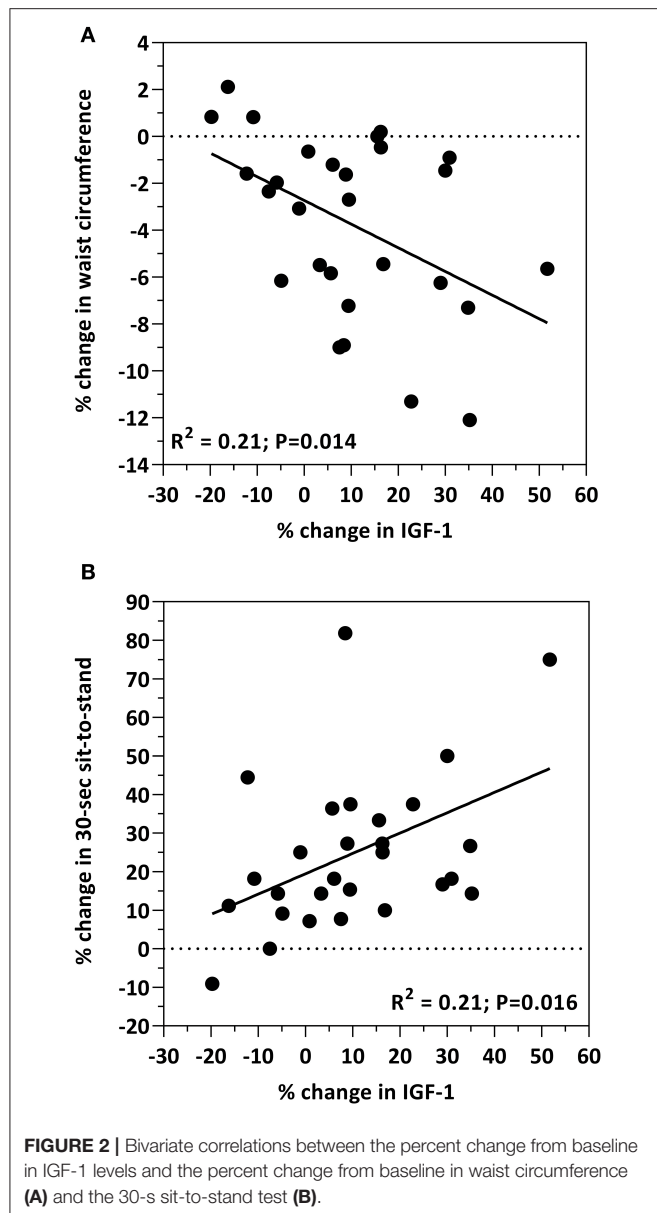 A
4
2
0
-2
-4
-6
-8
-10
-12
-14
% change in waist circumference
R² = 0.21; P=0.014
-30 -20 -10 0 10 20 30 40 50 60
% change in IGF-1
B
90
80
70
60
50
40
30
20
10
0
-10
-20
% change in 30-sec sit-to-stand
R² = 0.21; P=0.016
-30 -20 -10 0 10 20 30 40 50 60
% change in IGF-1
FIGURE 2 | Bivariate correlations between the percent change from baseline
in IGF-1 levels and the percent change from baseline in waist circumference
(A) and the 30-s sit-to-stand test (B).